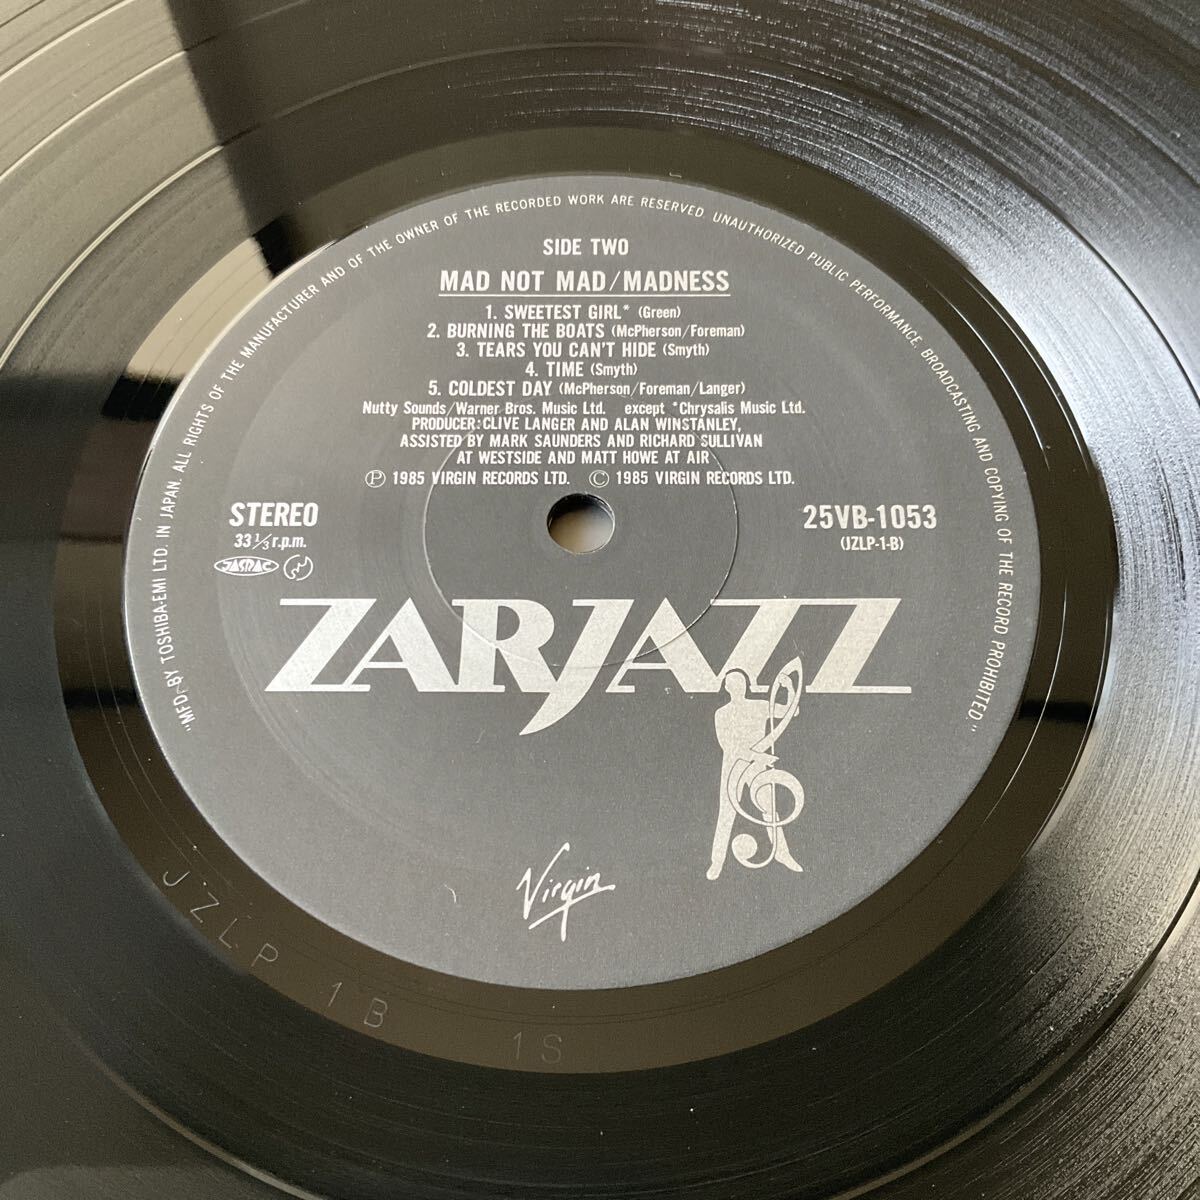 "MFD. BY TOSHIBA-EMI LTD. IN JAPAN. ALL RIGHTS OF THE MANUFACTURER AND OF THE OWNER OF THE RECORDED WORK ARE RESERVED UNAUTHORIZED PUBLIC PERFORMANCE, BROADCASTING AND COPYING OF THE RECORD PROHIBITED."
SIDE TWO
MAD NOT MAD/MADNESS
1. SWEETEST GIRL* (Green)
2. BURNING THE BOATS (McPherson/Foreman)
3. TEARS YOU CAN'T HIDE (Smyth)
4. TIME (Smyth)
5. COLDEST DAY (McPherson/Foreman/Langer)
Nutty Sounds/Warner Bros. Music Ltd. except *Chrysalis Music Ltd.
PRODUCER: CLIVE LANGER AND ALAN WINSTANLEY,
ASSISTED BY MARK SAUNDERS AND RICHARD SULLIVAN
AT WESTSIDE AND MATT HOWE AT AIR
Ⓟ 1985 VIRGIN RECORDS LTD. © 1985 VIRGIN RECORDS LTD.
STEREO 25VB-1053
33 1/3 r.p.m. (JZLP-1-B)
JASRAC
ZARJAZZ
Virgin
JZLP 1B 1S